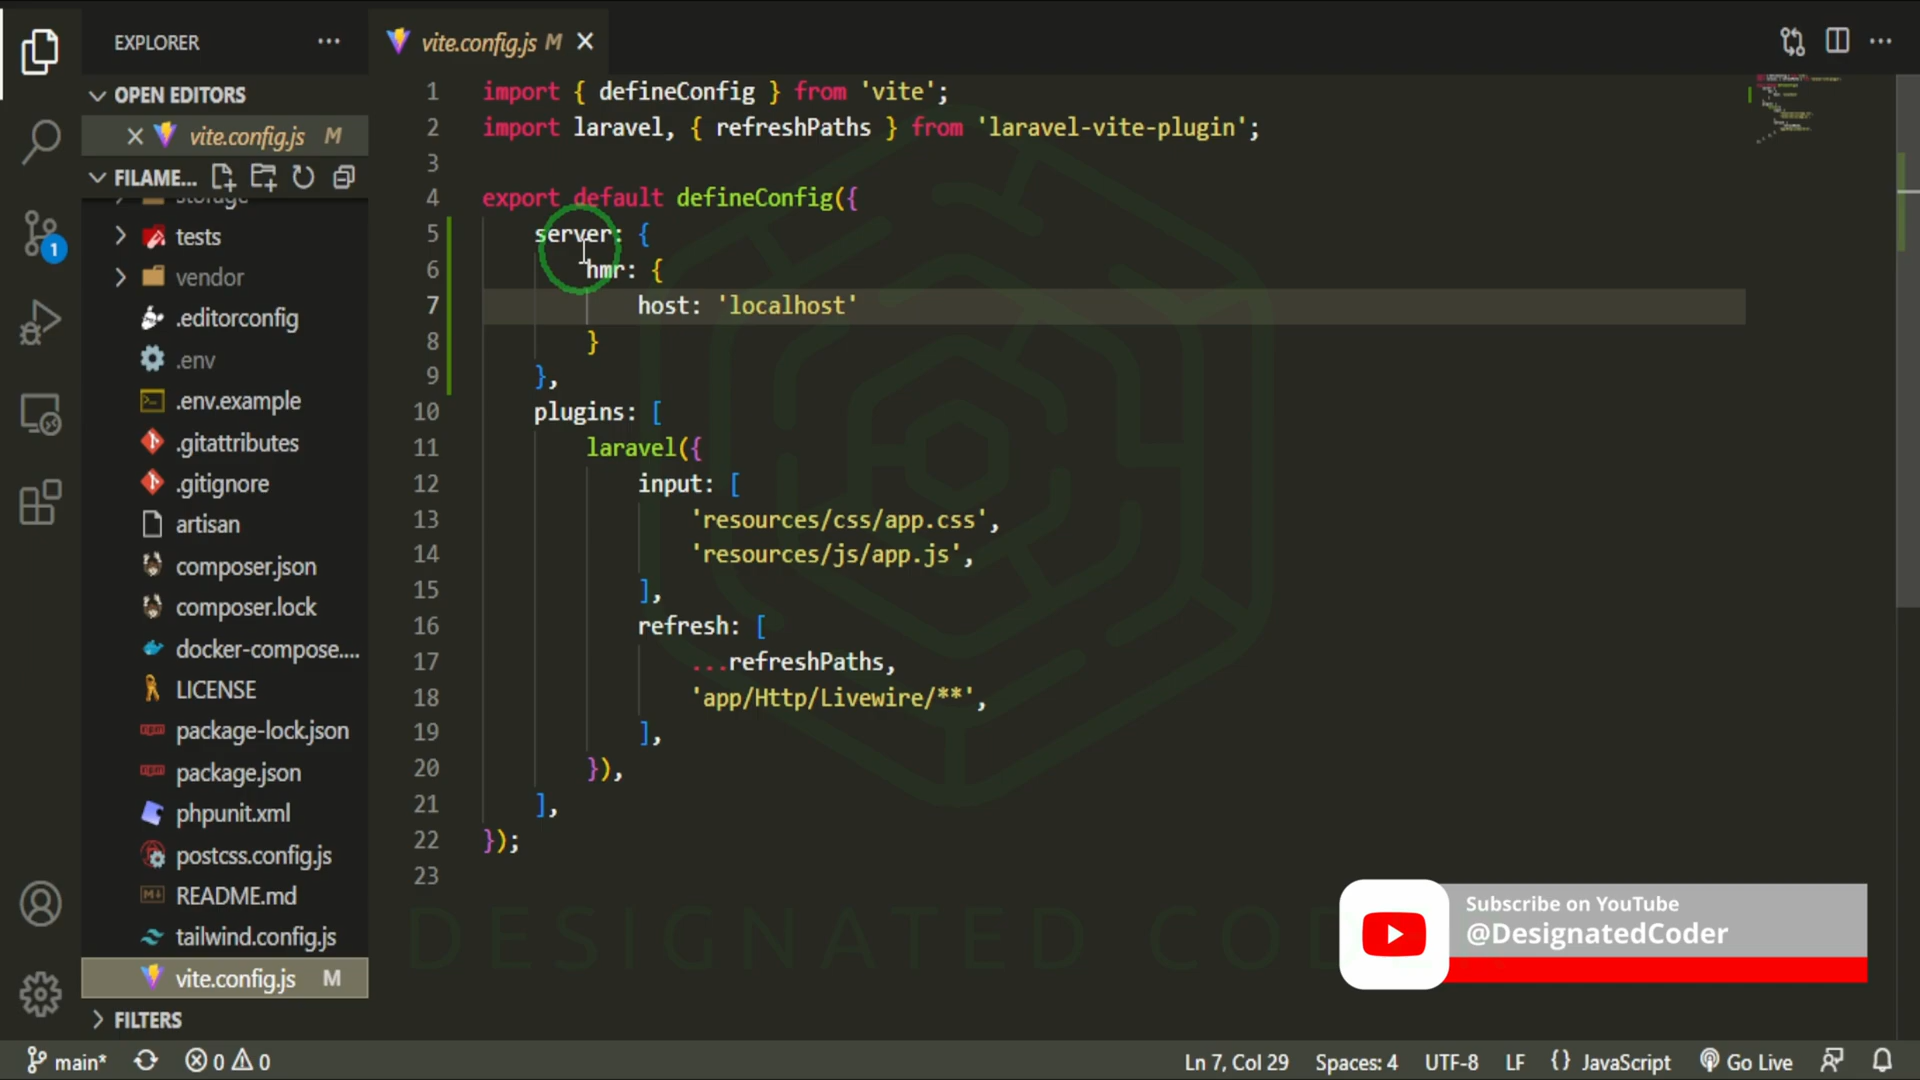 EXPLORER
OPEN EDITORS
vite.config.js M
FILAME...
storage
tests
vendor
.editorconfig
.env
.env.example
.gitattributes
.gitignore
artisan
composer.json
composer.lock
docker-compose....
LICENSE
package-lock.json
package.json
phpunit.xml
postcss.config.js
README.md
tailwind.config.js
vite.config.js M
FILTERS
vite.config.js M
1 import { defineConfig } from 'vite';
2 import laravel, { refreshPaths } from 'laravel-vite-plugin';
3
4 export default defineConfig({
5 server: {
6 hmr: {
7 host: 'localhost'
8 }
9 },
10 plugins: [
11 laravel({
12 input: [
13 'resources/css/app.css',
14 'resources/js/app.js',
15 ],
16 refresh: [
17 ...refreshPaths,
18 'app/Http/Livewire/**',
19 ],
20 }),
21 ],
22 });
23
DESIGNATED COD
Subscribe on YouTube
@DesignatedCoder
1
main* 0 0 Ln 7, Col 29 Spaces: 4 UTF-8 LF {} JavaScript Go Live